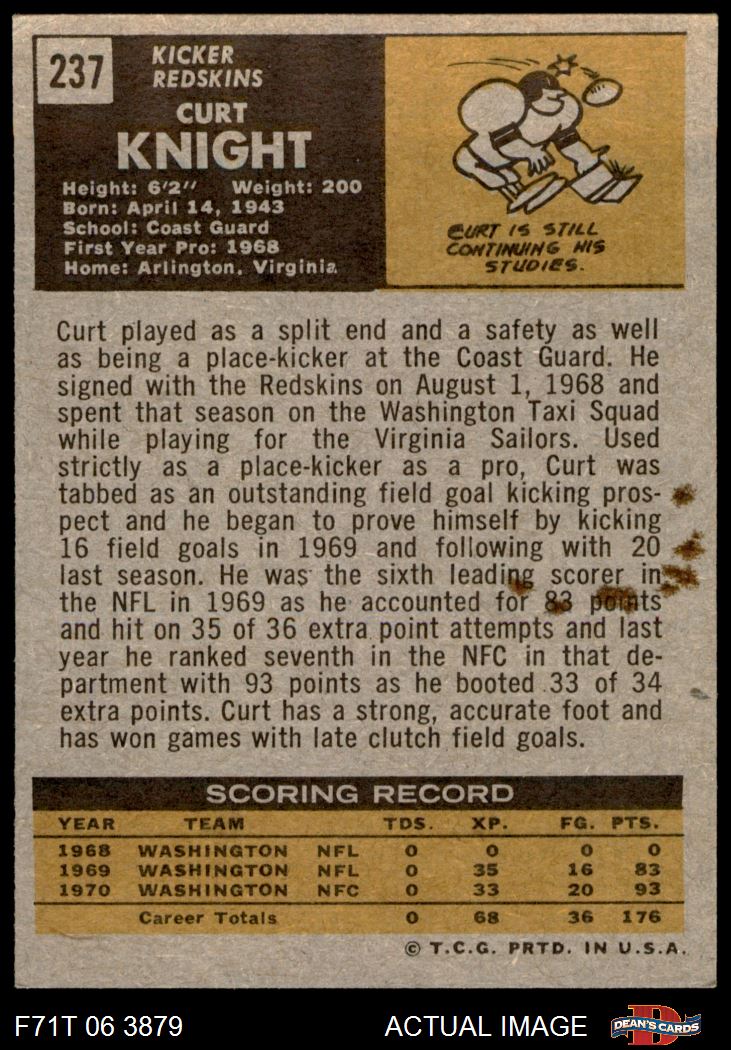 237
KICKER
REDSKINS
CURT
KNIGHT
Height: 6'2" Weight: 200
Born: April 14, 1943
School: Coast Guard
First Year Pro: 1968
Home: Arlington, Virginia
CURT IS STILL
CONTINUING HIS
STUDIES.
Curt played as a split end and a safety as well
as being a place-kicker at the Coast Guard. He
signed with the Redskins on August 1, 1968 and
spent that season on the Washington Taxi Squad
while playing for the Virginia Sailors. Used
strictly as a place-kicker as a pro, Curt was
tabbed as an outstanding field goal kicking pros-
pect and he began to prove himself by kicking
16 field goals in 1969 and following with 20
last season. He was the sixth leading scorer in
the NFL in 1969 as he accounted for 83 points
and hit on 35 of 36 extra point attempts and last
year he ranked seventh in the NFC in that de-
partment with 93 points as he booted 33 of 34
extra points. Curt has a strong, accurate foot and
has won games with late clutch field goals.
SCORING RECORD
YEAR TEAM TDS. XP. FG. PTS.
1968 WASHINGTON NFL 0 0 0 0
1969 WASHINGTON NFL 0 35 16 83
1970 WASHINGTON NFC 0 33 20 93
Career Totals 0 68 36 176
© T.C.G. PRTD. IN U.S.A.
F71T 06 3879 ACTUAL IMAGE D DEAN'S CARDS